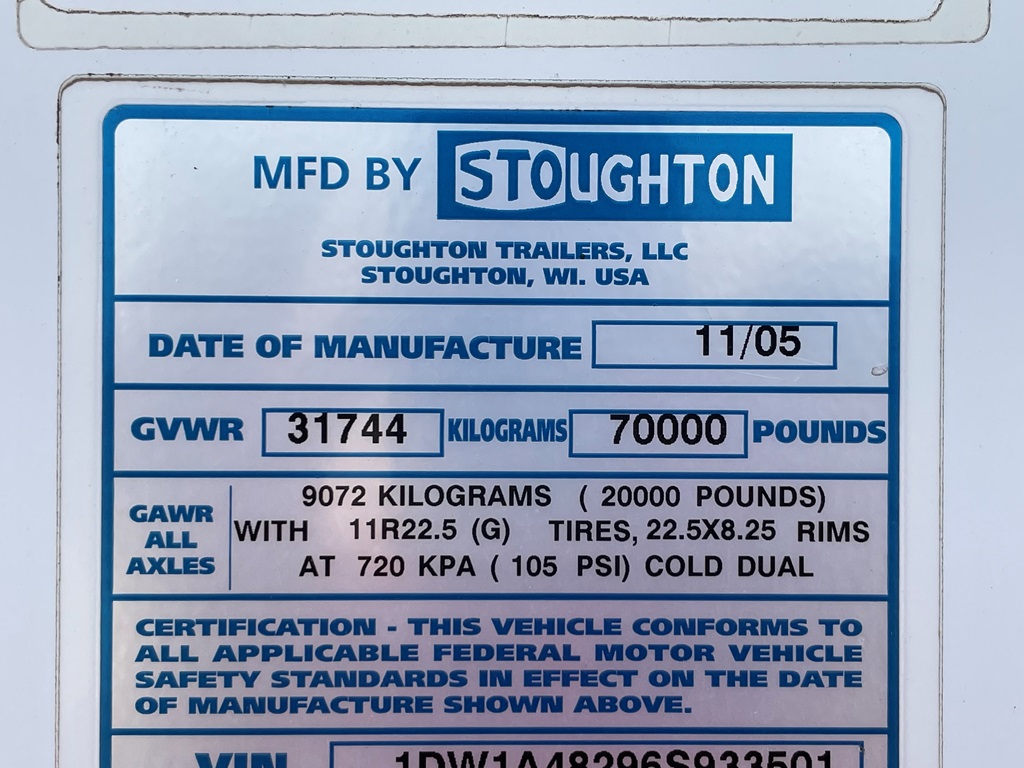 MFD BY STOUGHTON
STOUGHTON TRAILERS, LLC
STOUGHTON, WI. USA
DATE OF MANUFACTURE 11/05
GVWR 31744 KILOGRAMS 70000 POUNDS
GAWR ALL AXLES
9072 KILOGRAMS ( 20000 POUNDS)
WITH 11R22.5 (G) TIRES, 22.5X8.25 RIMS
AT 720 KPA ( 105 PSI) COLD DUAL
CERTIFICATION - THIS VEHICLE CONFORMS TO
ALL APPLICABLE FEDERAL MOTOR VEHICLE
SAFETY STANDARDS IN EFFECT ON THE DATE
OF MANUFACTURE SHOWN ABOVE.
VIN 1DW1A48296S933501